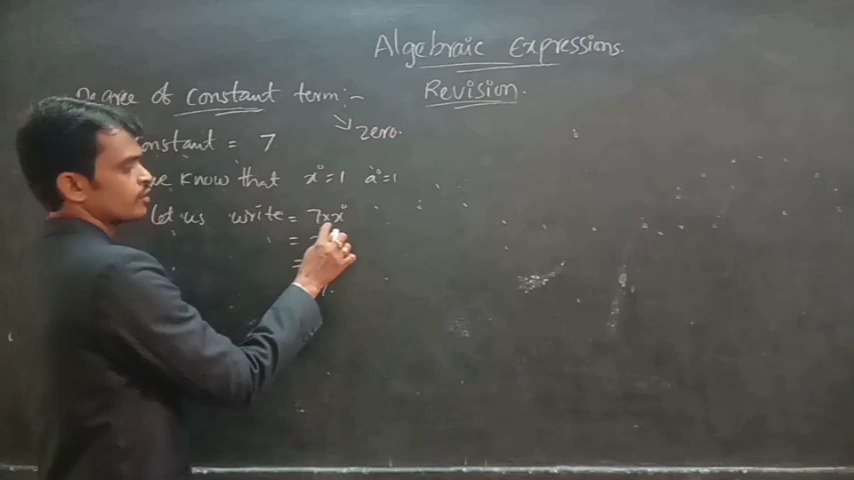 Algebraic Expressions.
Revision.
Degree of constant term:-
zero.
constant = 7
we know that x⁰=1 a⁰=1
let us write = 7×x⁰
=
=